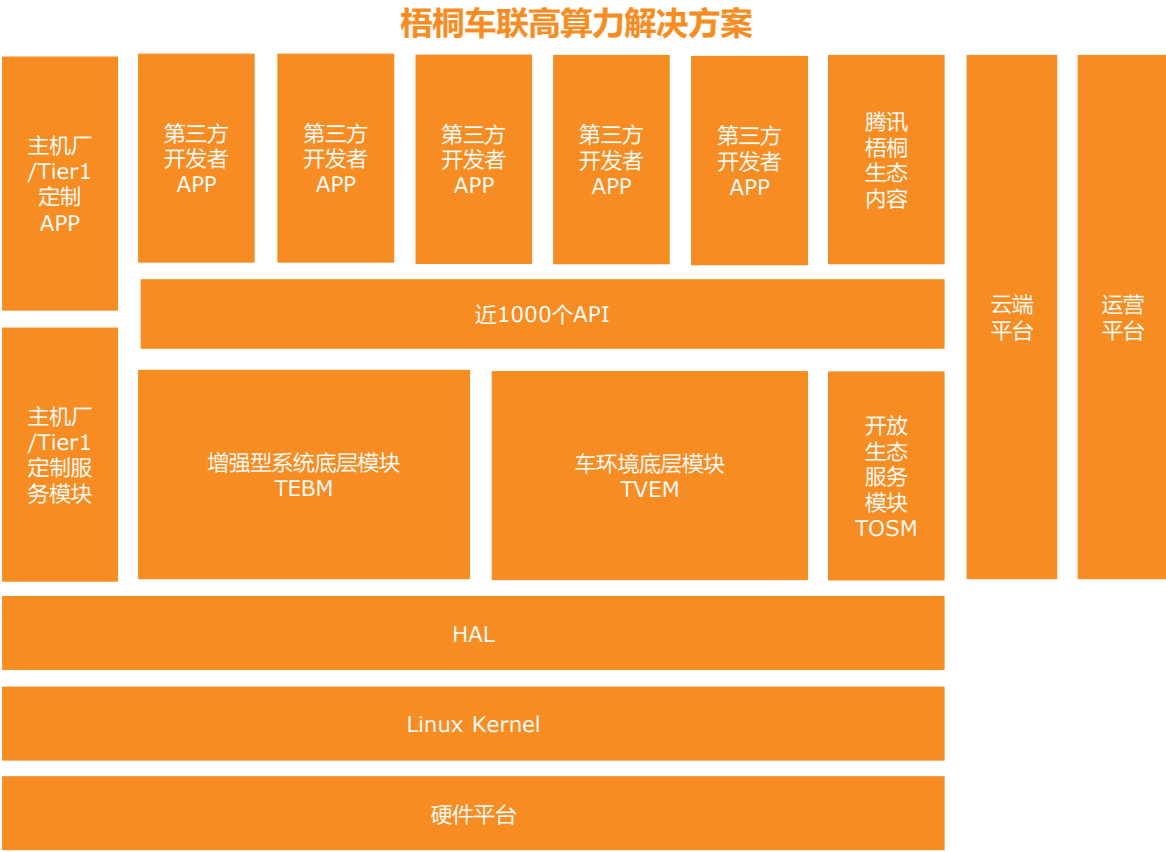 梧桐车联高算力解决方案
主机厂
/Tier1
定制
APP
第三方
开发者
APP
第三方
开发者
APP
第三方
开发者
APP
第三方
开发者
APP
第三方
开发者
APP
腾讯
梧桐
生态
内容
云端
平台
运营
平台
近1000个API
主机厂
/Tier1
定制服
务模块
增强型系统底层模块
TEBM
车环境底层模块
TVEM
开放
生态
服务
模块
TOSM
HAL
Linux Kernel
硬件平台